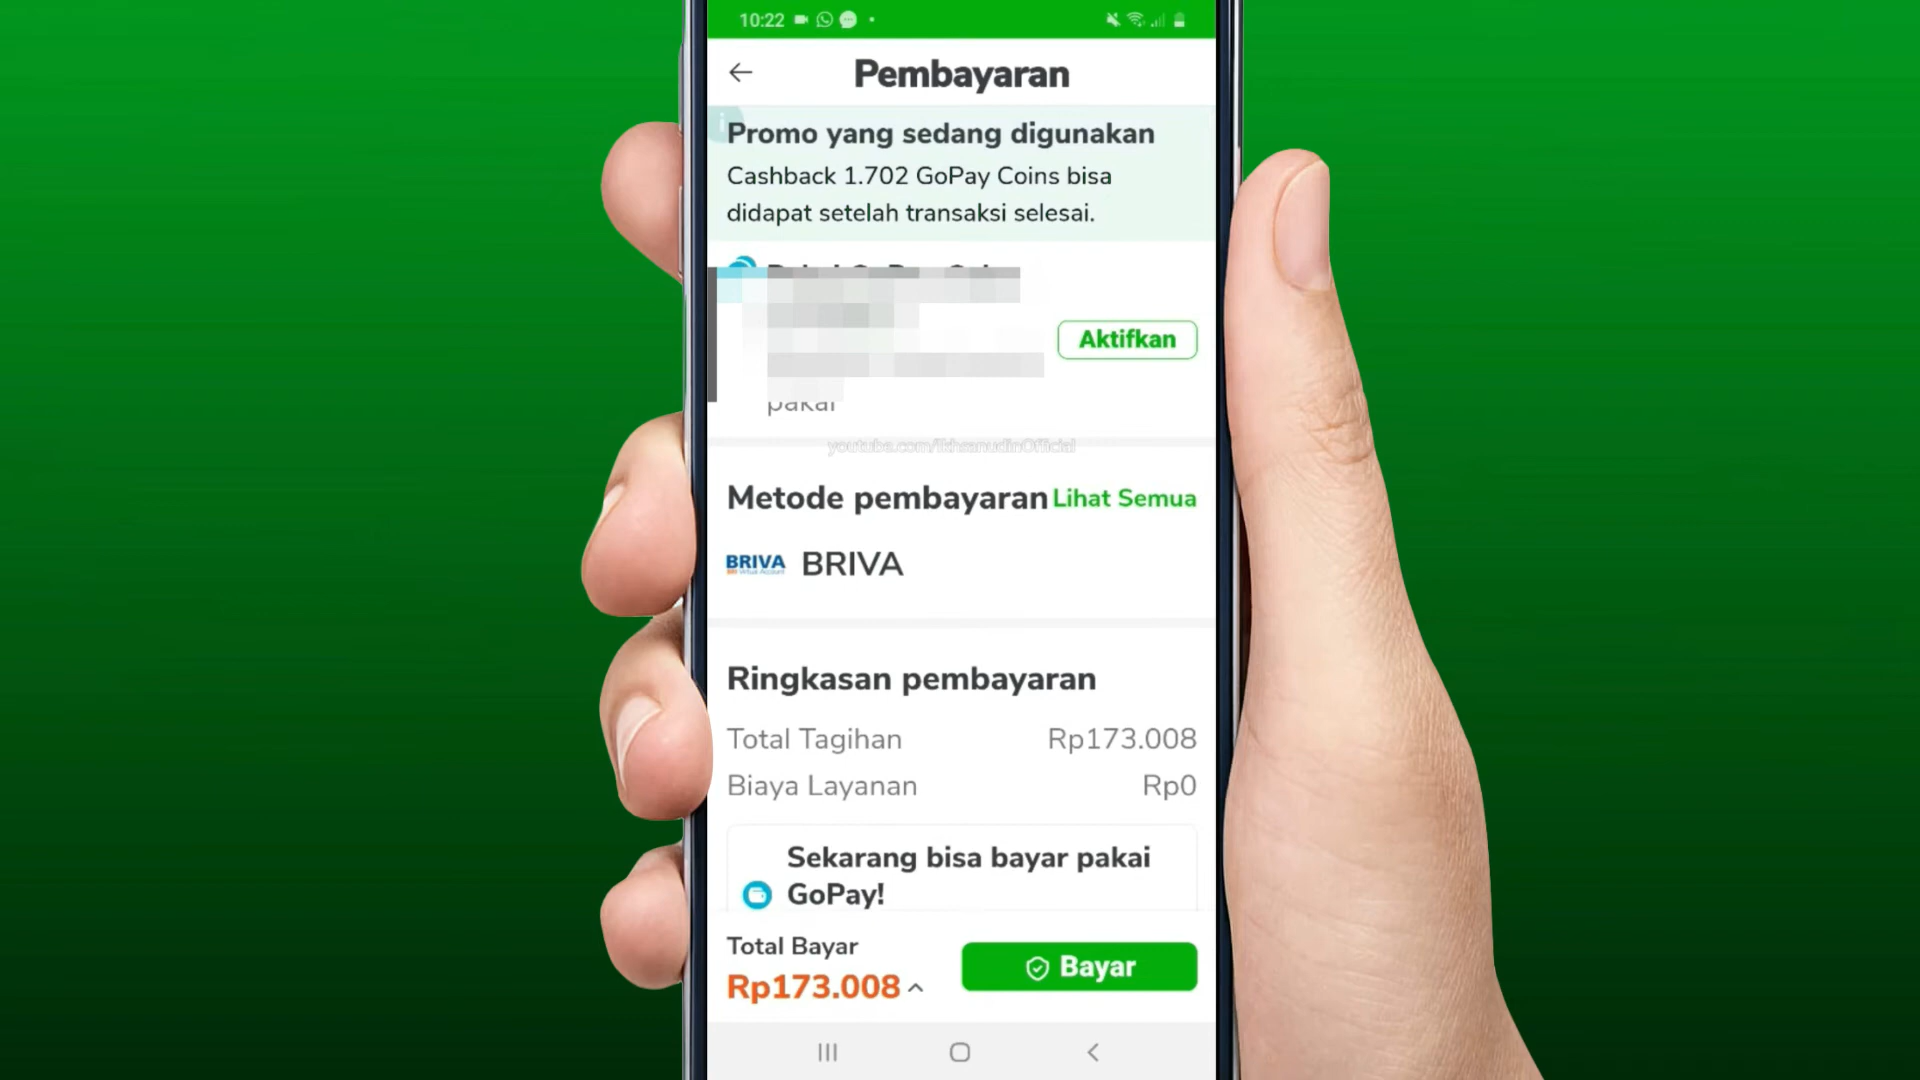 10:22
Pembayaran
Promo yang sedang digunakan
Cashback 1.702 GoPay Coins bisa
didapat setelah transaksi selesai.
Aktifkan
pakai
youtube.com/IkhsanudinOfficial
Metode pembayaran Lihat Semua
BRIVA BRIVA
Ringkasan pembayaran
Total Tagihan Rp173.008
Biaya Layanan Rp0
Sekarang bisa bayar pakai
GoPay!
Total Bayar
Rp173.008
Bayar